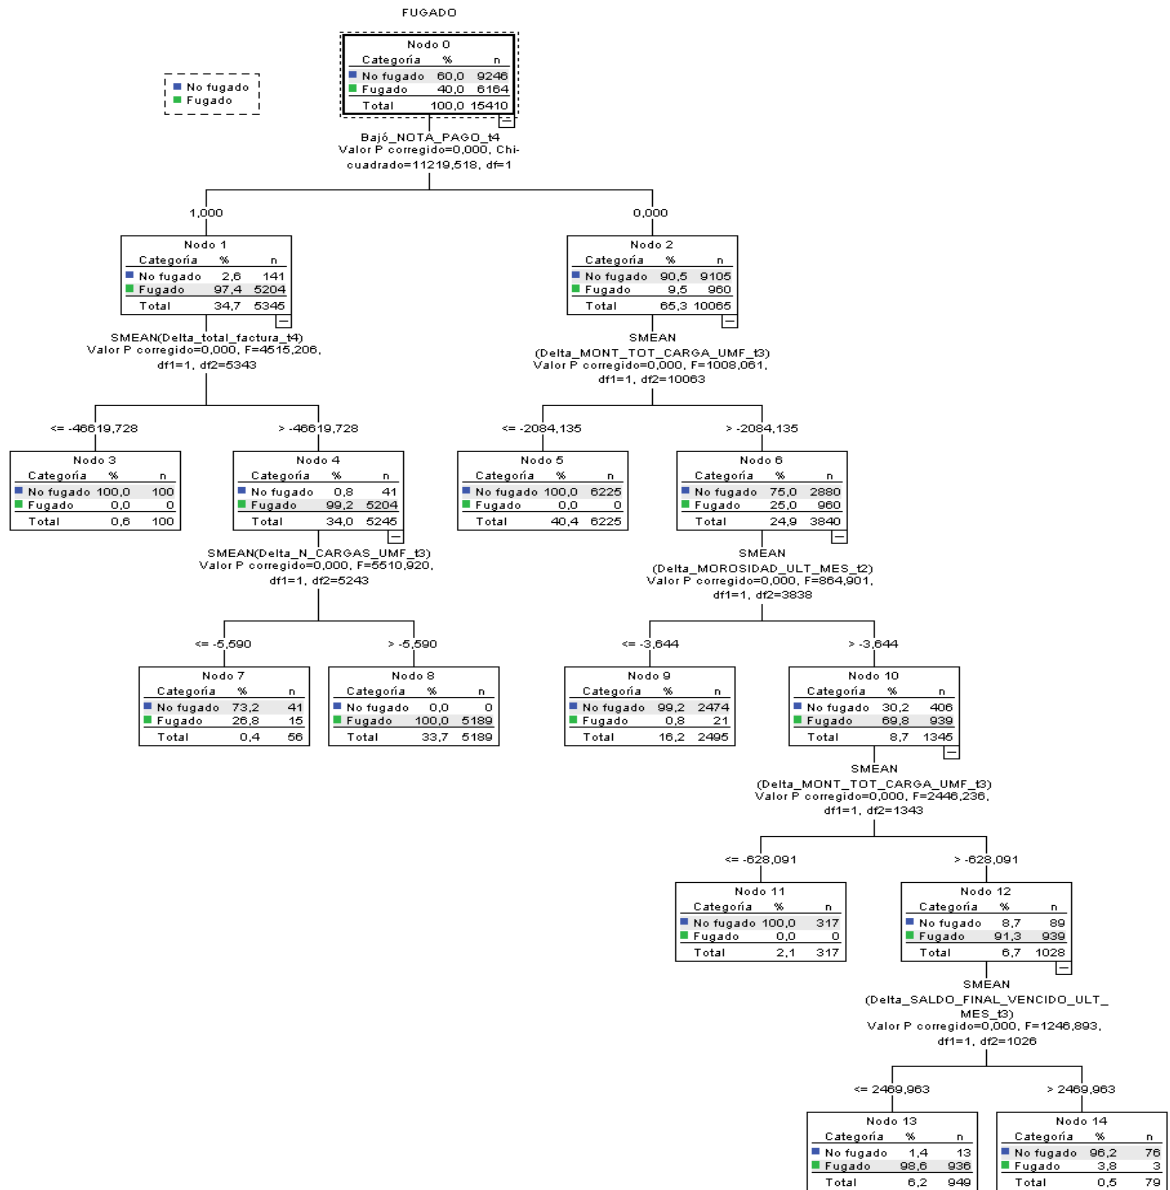 FUGADO
No fugado
Fugado
Nodo 0
Categoría % n
No fugado 60,0 9246
Fugado 40,0 6164
Total 100,0 15410
Bajó_NOTA_PAGO_t4
Valor P corregido=0,000, Chi-
cuadrado=11219,518, df=1
1,000
0,000
Nodo 1
Categoría % n
No fugado 2,6 141
Fugado 97,4 5204
Total 34,7 5345
SMEAN(Delta_total_factura_t4)
Valor P corregido=0,000, F=4515,206,
df1=1, df2=5343
Nodo 2
Categoría % n
No fugado 90,5 9105
Fugado 9,5 960
Total 65,3 10065
SMEAN
(Delta_MONT_TOT_CARGA_UMF_t3)
Valor P corregido=0,000, F=1008,061,
df1=1, df2=10063
<= -46619,728
> -46619,728
<= -2084,135
> -2084,135
Nodo 3
Categoría % n
No fugado 100,0 100
Fugado 0,0 0
Total 0,6 100
Nodo 4
Categoría % n
No fugado 0,8 41
Fugado 99,2 5204
Total 34,0 5245
SMEAN(Delta_N_CARGAS_UMF_t3)
Valor P corregido=0,000, F=5510,920,
df1=1, df2=5243
Nodo 5
Categoría % n
No fugado 100,0 6225
Fugado 0,0 0
Total 40,4 6225
Nodo 6
Categoría % n
No fugado 75,0 2880
Fugado 25,0 960
Total 24,9 3840
SMEAN
(Delta_MOROSIDAD_ULT_MES_t2)
Valor P corregido=0,000, F=864,901,
df1=1, df2=3838
<= -5,590
> -5,590
<= -3,644
> -3,644
Nodo 7
Categoría % n
No fugado 73,2 41
Fugado 26,8 15
Total 0,4 56
Nodo 8
Categoría % n
No fugado 0,0 0
Fugado 100,0 5189
Total 33,7 5189
Nodo 9
Categoría % n
No fugado 99,2 2474
Fugado 0,8 21
Total 16,2 2495
Nodo 10
Categoría % n
No fugado 30,2 406
Fugado 69,8 939
Total 8,7 1345
SMEAN
(Delta_MONT_TOT_CARGA_UMF_t3)
Valor P corregido=0,000, F=2446,236,
df1=1, df2=1343
<= -628,091
> -628,091
Nodo 11
Categoría % n
No fugado 100,0 317
Fugado 0,0 0
Total 2,1 317
Nodo 12
Categoría % n
No fugado 8,7 89
Fugado 91,3 939
Total 6,7 1028
SMEAN
(Delta_SALDO_FINAL_VENCIDO_ULT_
MES_t3)
Valor P corregido=0,000, F=1246,893,
df1=1, df2=1026
<= 2469,963
> 2469,963
Nodo 13
Categoría % n
No fugado 1,4 13
Fugado 98,6 936
Total 6,2 949
Nodo 14
Categoría % n
No fugado 96,2 76
Fugado 3,8 3
Total 0,5 79